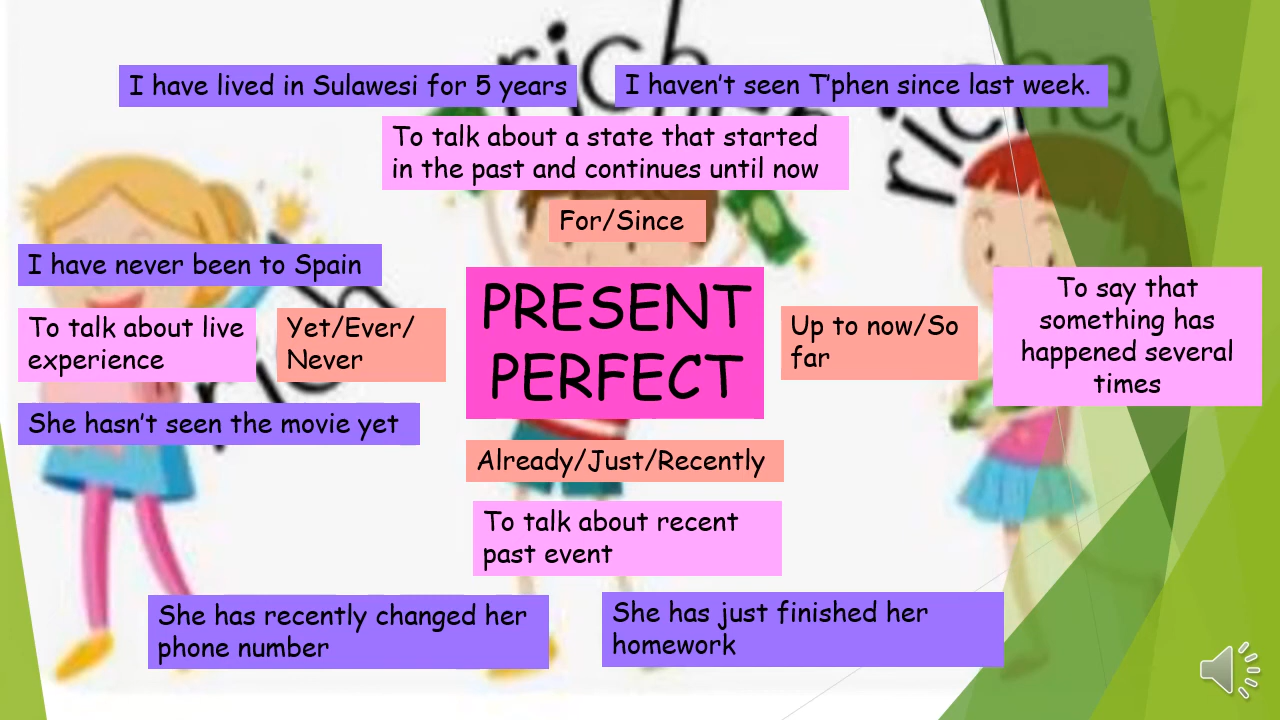 rich
rich
richey
rich
I have lived in Sulawesi for 5 years
I haven't seen T'phen since last week.
To talk about a state that started
in the past and continues until now
For/Since
I have never been to Spain
To talk about live
experience
Yet/Ever/
Never
PRESENT
PERFECT
Up to now/So
far
To say that
something has
happened several
times
She hasn't seen the movie yet
Already/Just/Recently
To talk about recent
past event
She has recently changed her
phone number
She has just finished her
homework